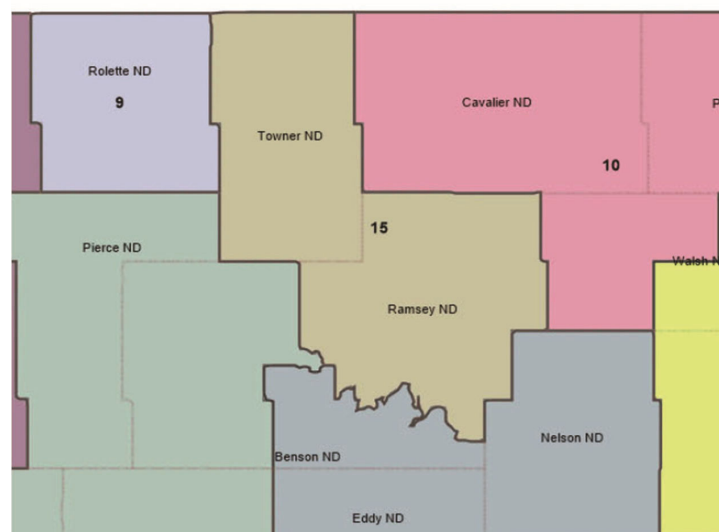 Rolette ND
9
Cavalier ND
P
Towner ND
10
15
Pierce ND
Walsh N
Ramsey ND
Nelson ND
Benson ND
Eddy ND